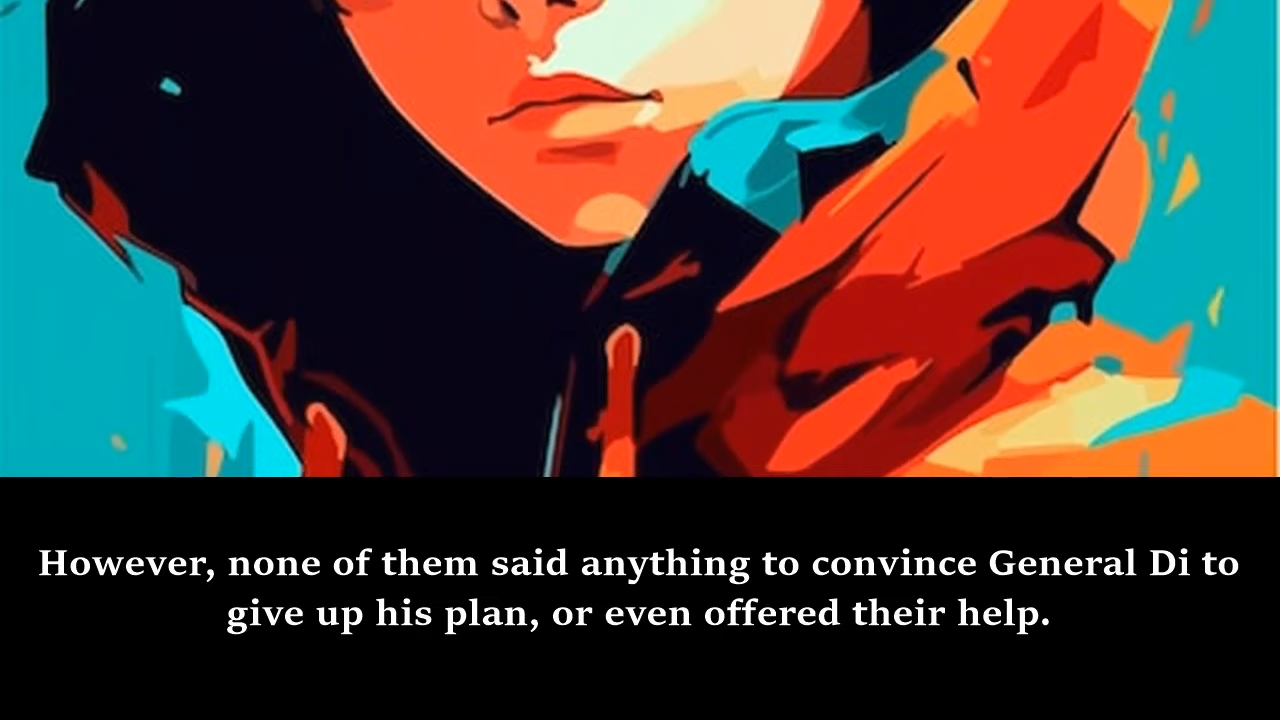 However, none of them said anything to convince General Di to
give up his plan, or even offered their help.